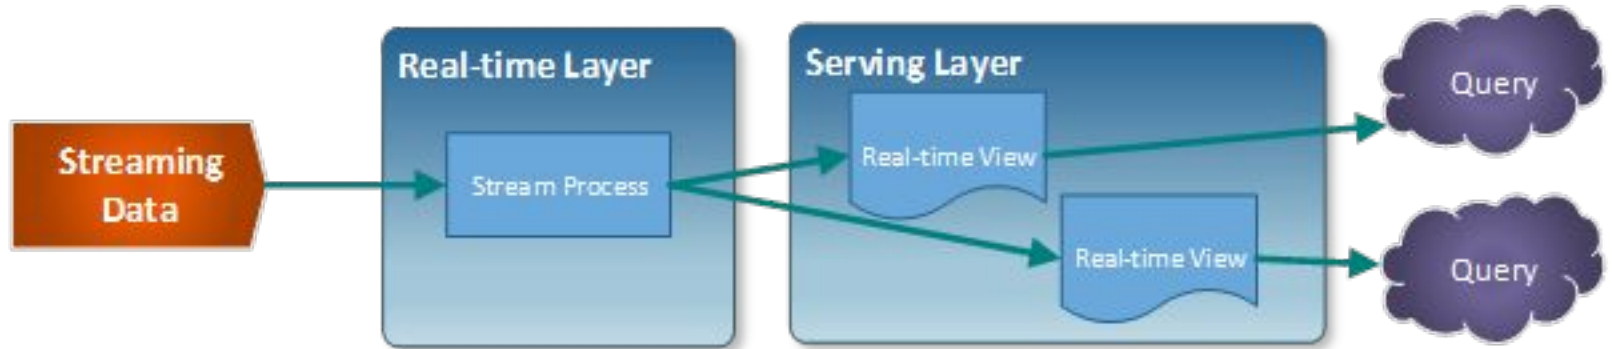 Streaming
Data
Real-time Layer
Stream Process
Serving Layer
Real-time View
Real-time View
Query
Query